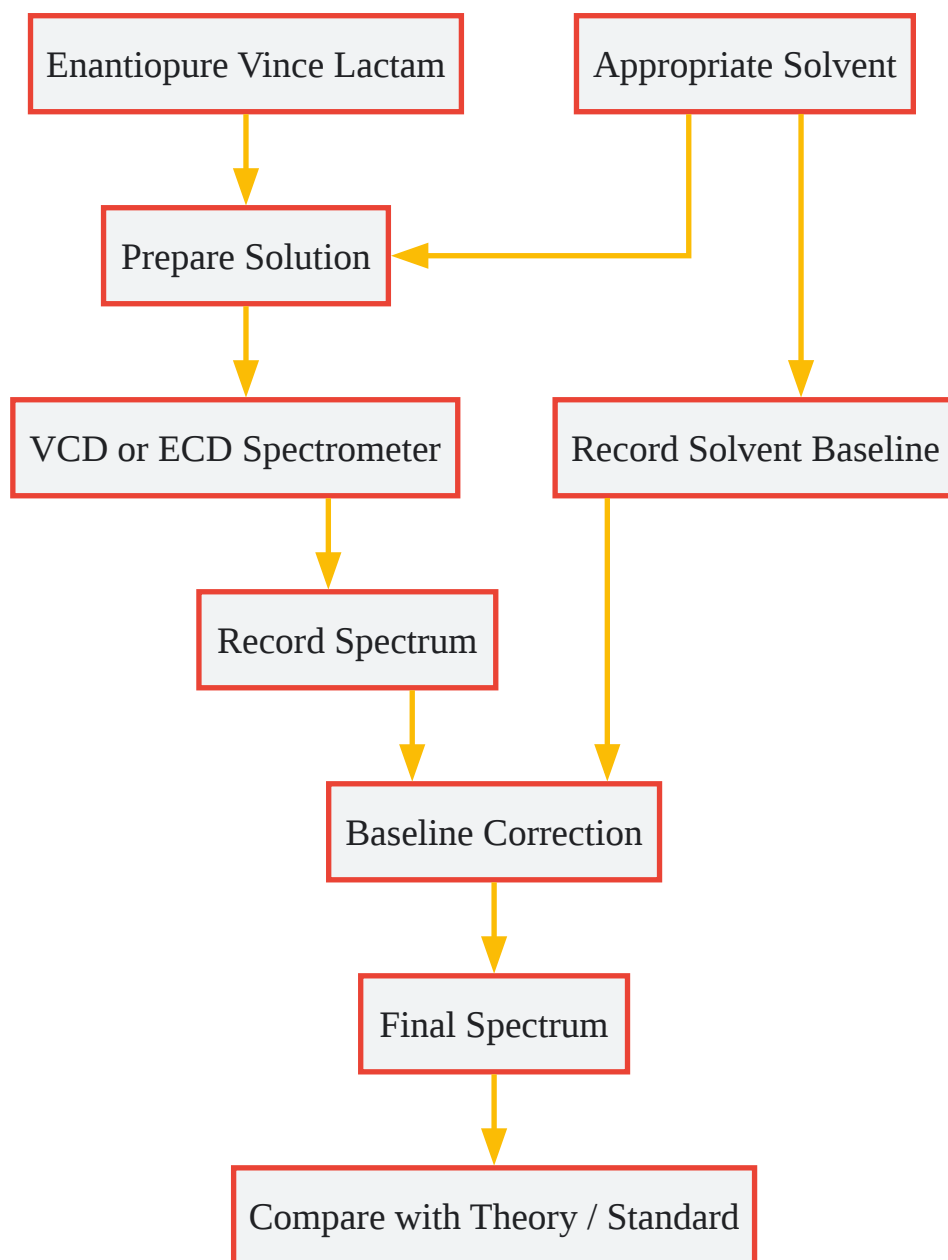 Enantiopure Vince Lactam
Appropriate Solvent
Prepare Solution
VCD or ECD Spectrometer
Record Solvent Baseline
Record Spectrum
Baseline Correction
Final Spectrum
Compare with Theory / Standard